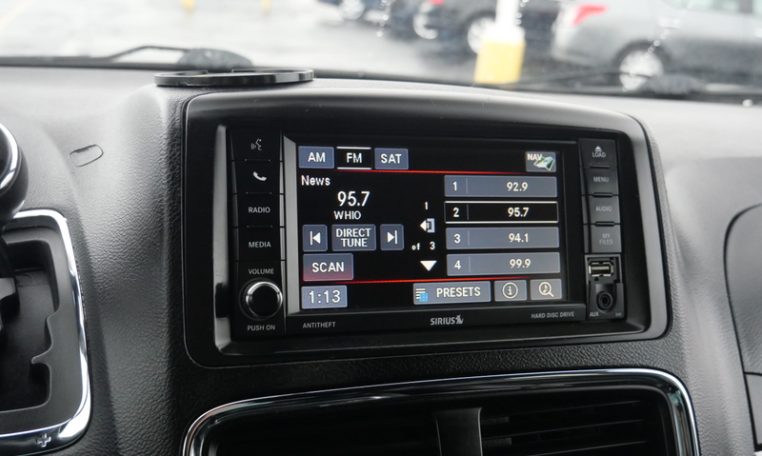 AM FM SAT
NAV
News
95.7
WHIO
DIRECT
TUNE
SCAN
1:13
1
of 3
1 92.9
2 95.7
3 94.1
4 99.9
PRESETS
RADIO
MEDIA
VOLUME
PUSH ON
ANTITHEFT
SIRIUS
HARD DISC DRIVE
LOAD
MENU
AUDIO
MY
FILES
AUX